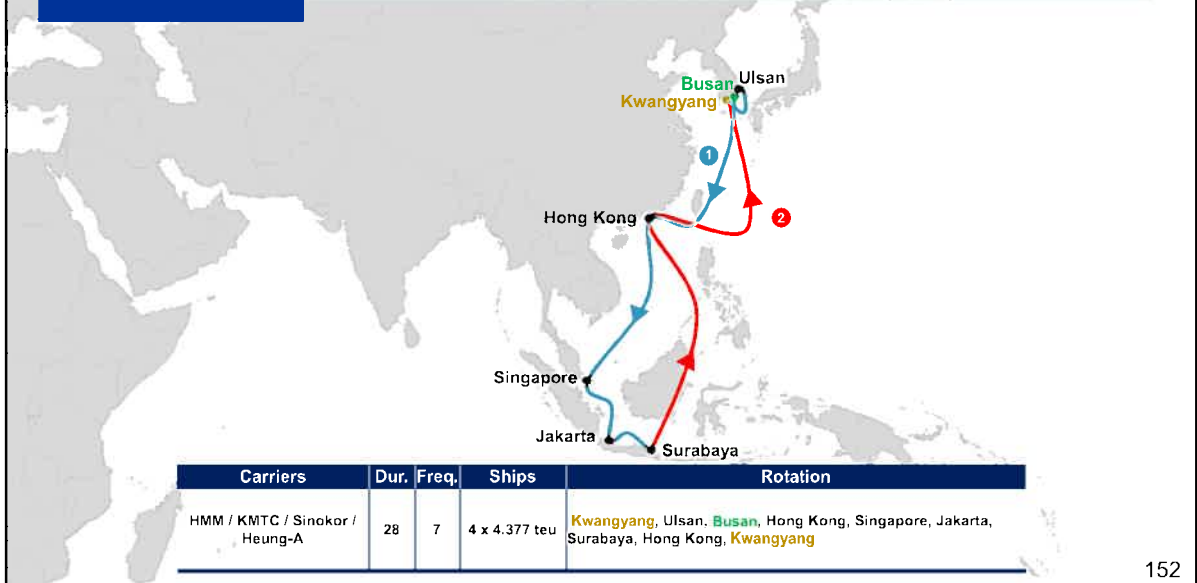 Busan
Ulsan
Kwangyang
1
2
Hong Kong
Singapore
Jakarta
Surabaya
Carriers Dur. Freq. Ships Rotation
HMM / KMTC / Sinokor /
Heung-A
28 7 4 x 4.377 teu
Kwangyang, Ulsan, Busan, Hong Kong, Singapore, Jakarta,
Surabaya, Hong Kong, Kwangyang
152